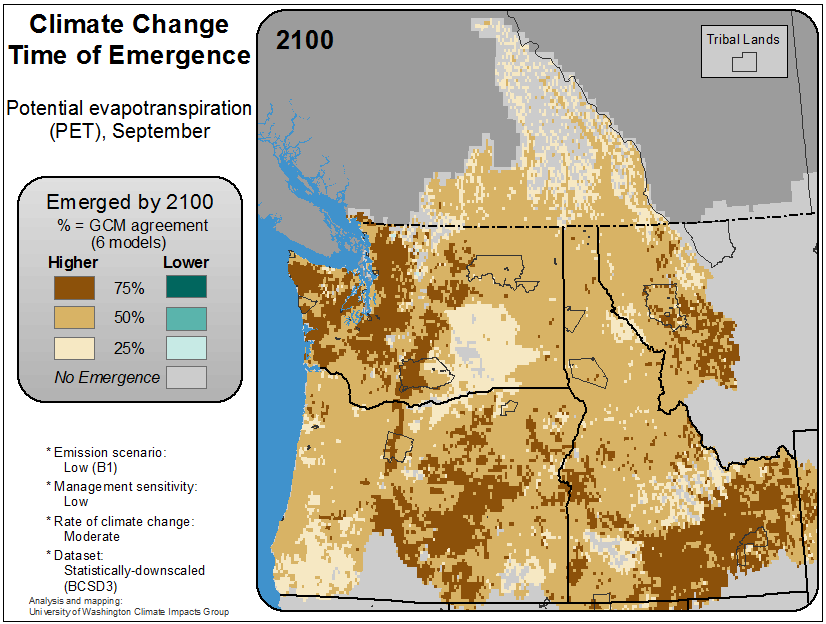 Climate Change
Time of Emergence
Potential evapotranspiration
(PET), September
Emerged by 2100
% = GCM agreement
(6 models)
Higher Lower
75%
50%
25%
No Emergence
* Emission scenario:
Low (B1)
* Management sensitivity:
Low
* Rate of climate change:
Moderate
* Dataset:
Statistically-downscaled
(BCSD3)
Analysis and mapping:
University of Washington Climate Impacts Group
2100
Tribal Lands